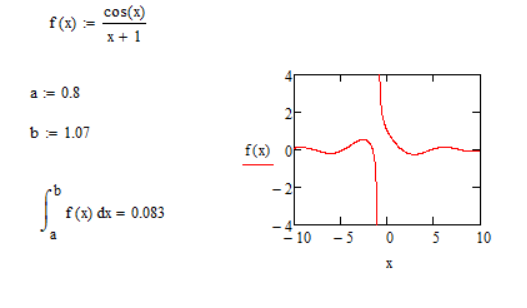 f(x) := cos(x)
x + 1
a := 0.8
b := 1.07
∫ b a f(x) dx = 0.083
4
2
f(x) 0
− 2
− 4
− 10 − 5 0 5 10
x